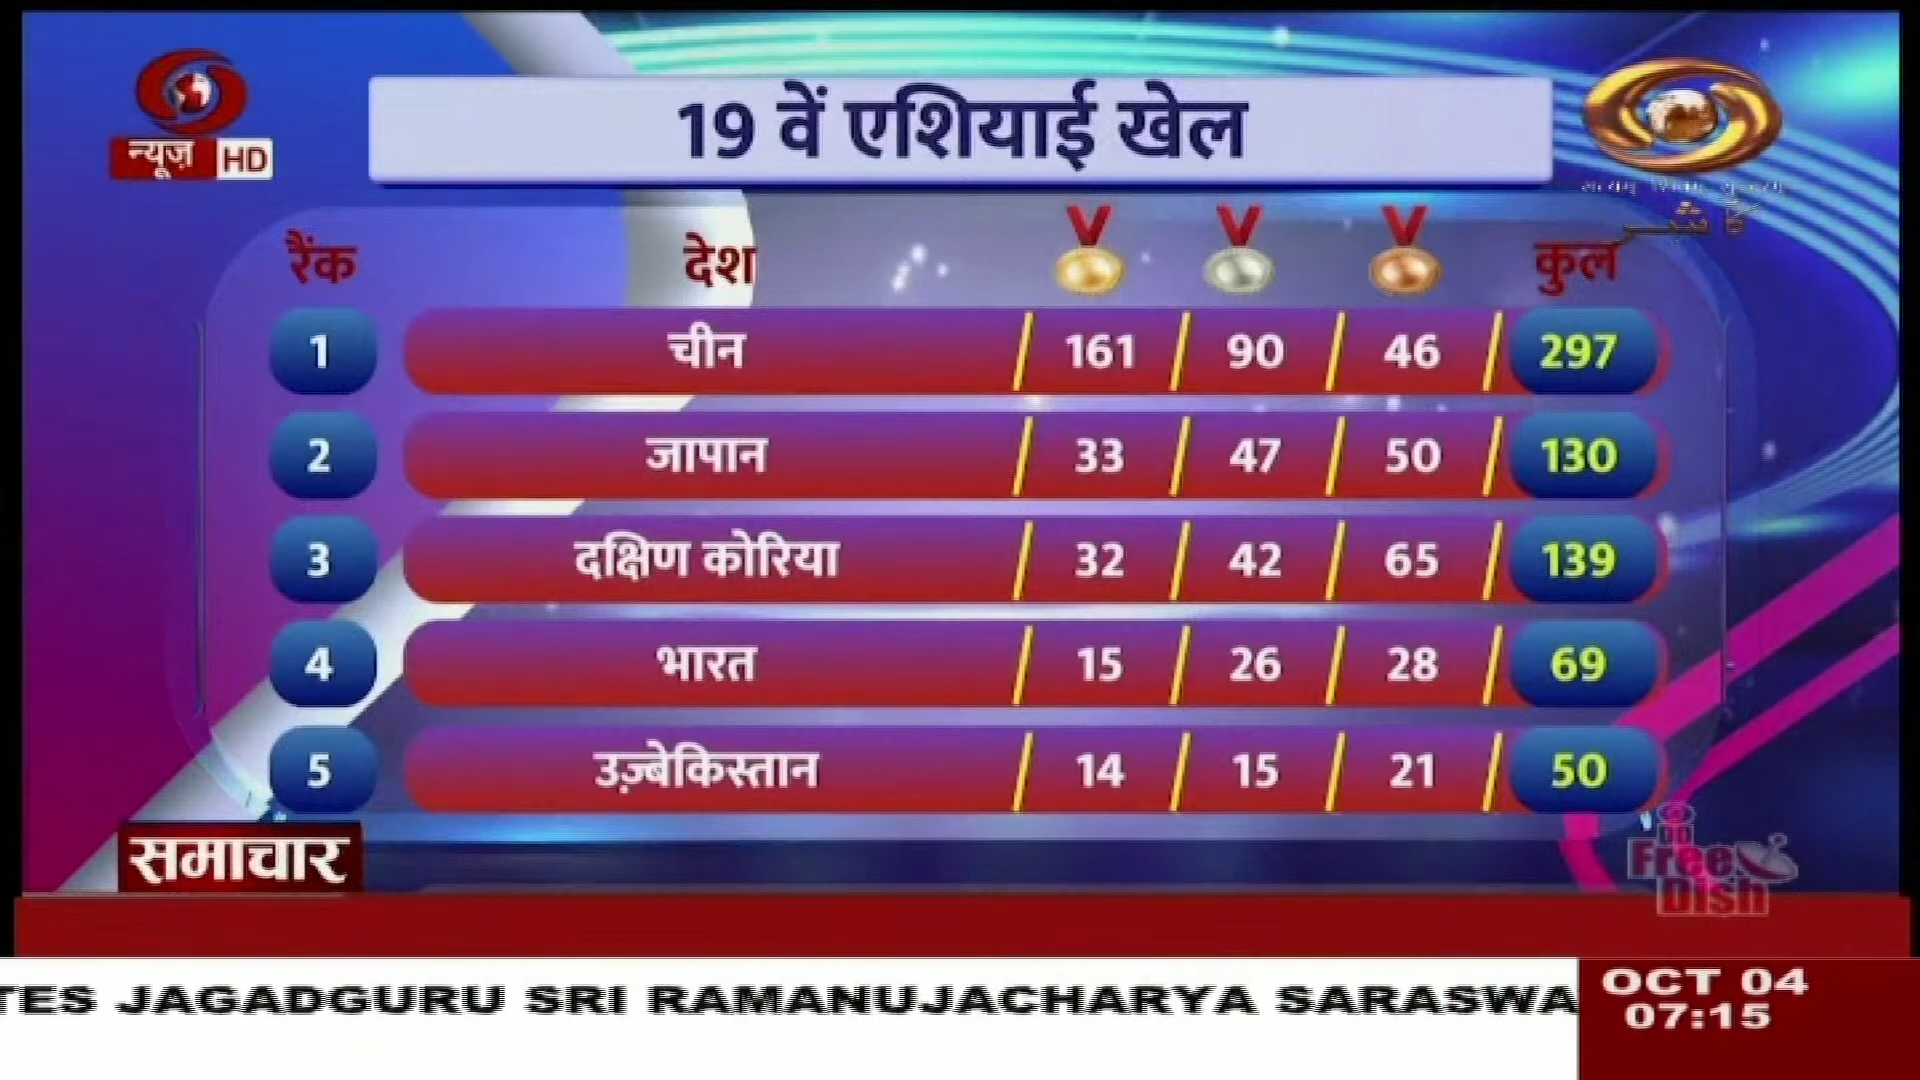 न्यूज़ HD
19 वें एशियाई खेल
रैंक देश कुल
1 चीन 161 90 46 297
2 जापान 33 47 50 130
3 दक्षिण कोरिया 32 42 65 139
4 भारत 15 26 28 69
5 उज़्बेकिस्तान 14 15 21 50
समाचार
DD
Free
Dish
TES JAGADGURU SRI RAMANUJACHARYA SARASWA
OCT 04
07:15